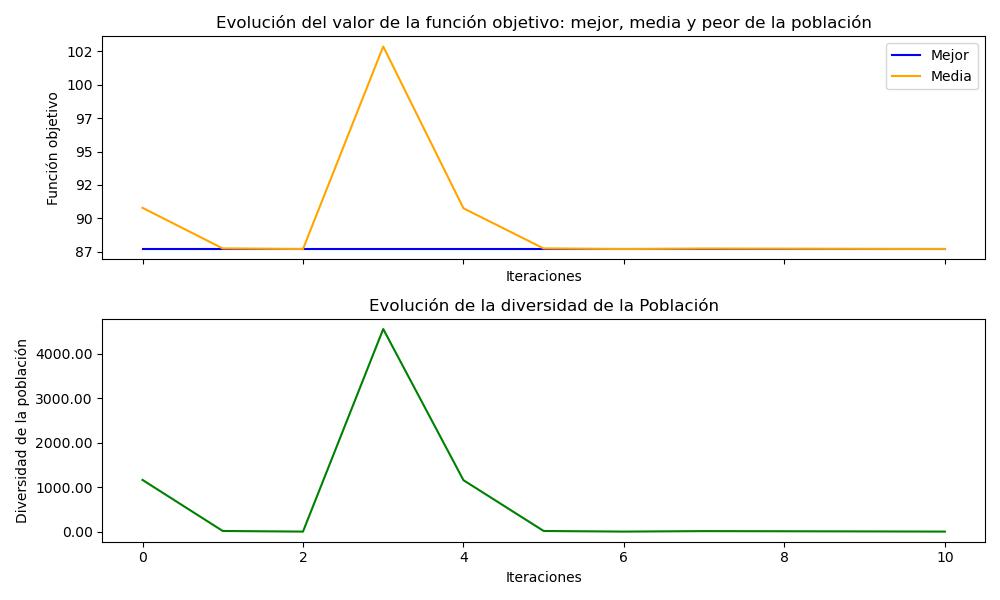 Evolución del valor de la función objetivo: mejor, media y peor de la población
Mejor
Media
Función objetivo
102
100
97
95
92
90
87
Iteraciones
Evolución de la diversidad de la Población
Diversidad de la población
4000.00
3000.00
2000.00
1000.00
0.00
0 2 4 6 8 10
Iteraciones